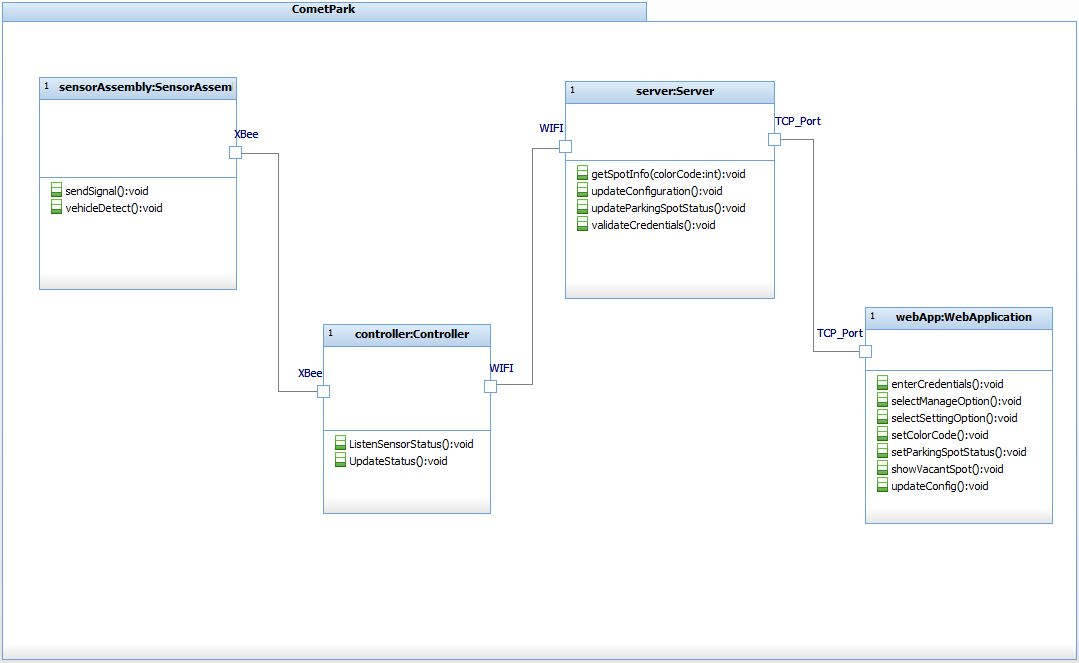 CometPark
1 sensorAssembly:SensorAssem
XBee
sendSignal():void
vehicleDetect():void
1 server:Server
WIFI
TCP_Port
getSpotInfo(colorCode:int):void
updateConfiguration():void
updateParkingSpotStatus():void
validateCredentials():void
1 controller:Controller
XBee
WIFI
ListenSensorStatus():void
UpdateStatus():void
1 webApp:WebApplication
TCP_Port
enterCredentials():void
selectManageOption():void
selectSettingOption():void
setColorCode():void
setParkingSpotStatus():void
showVacantSpot():void
updateConfig():void